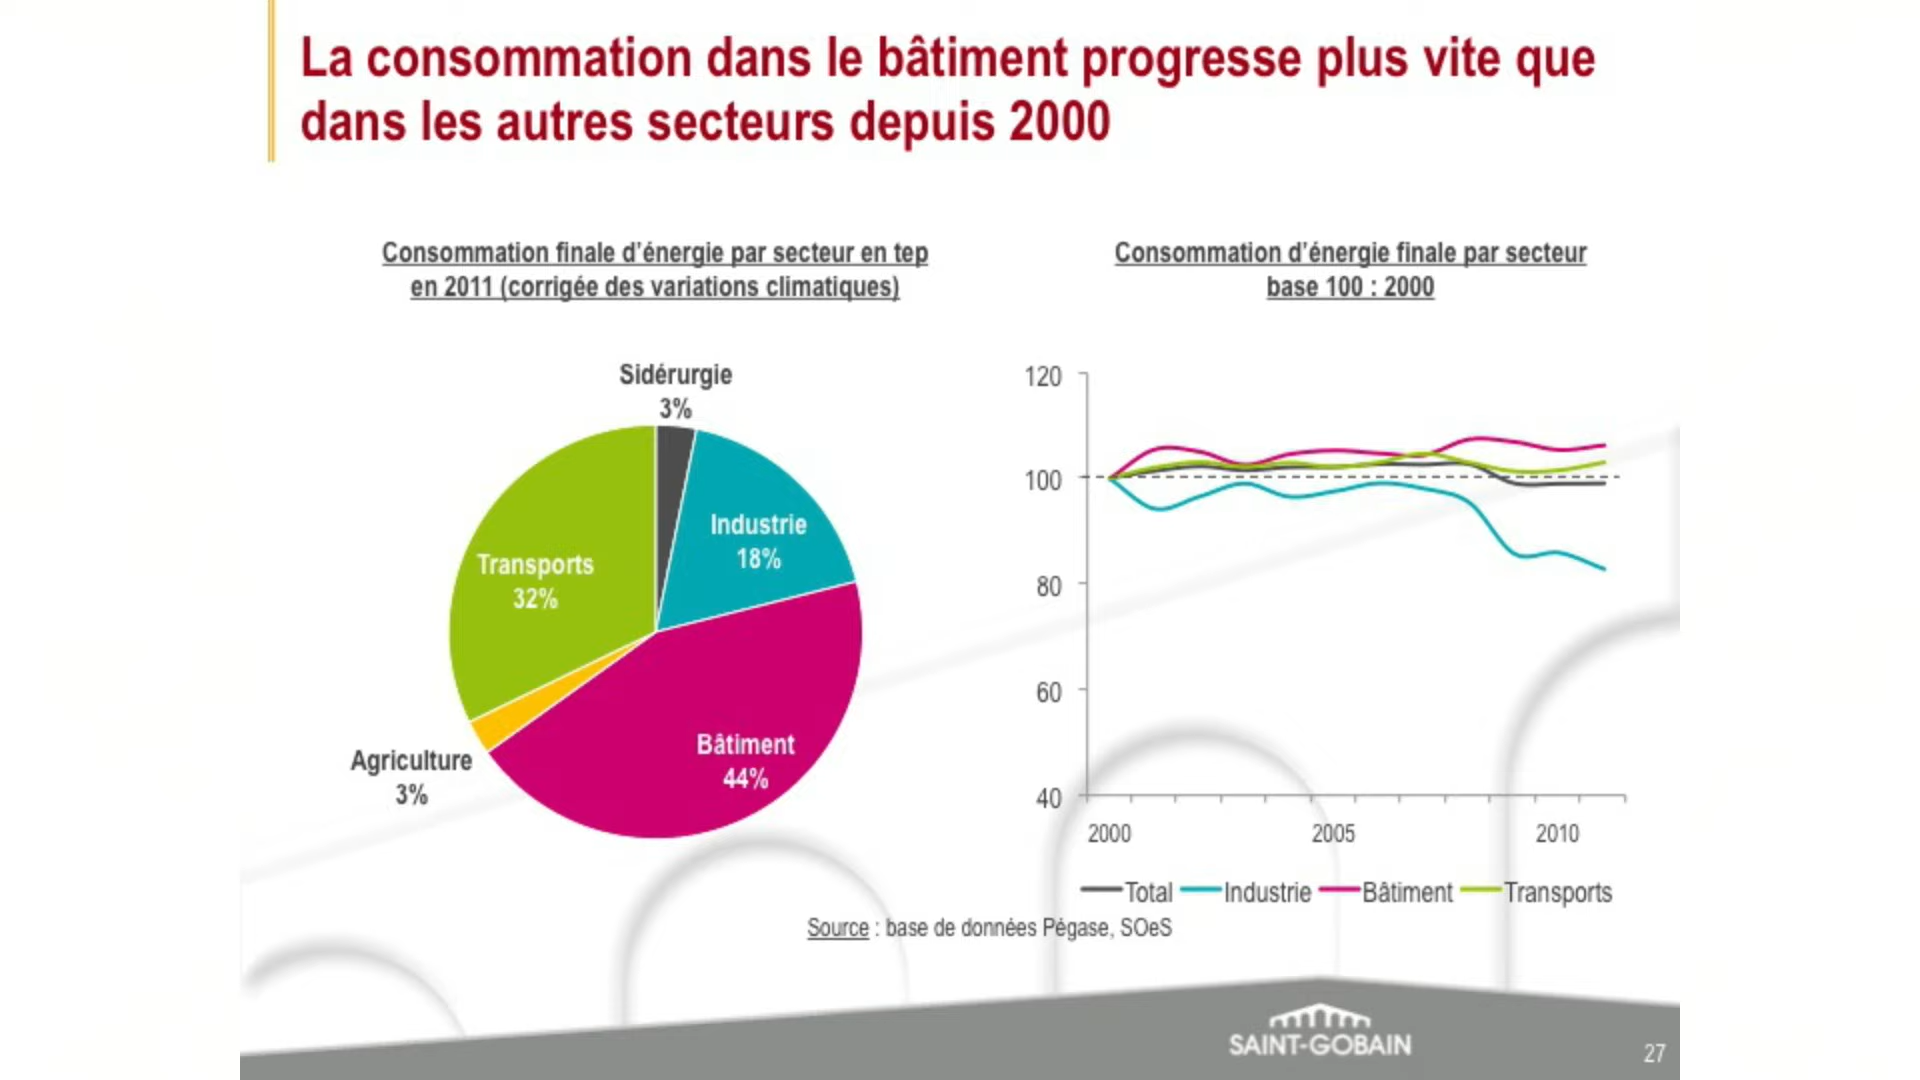 La consommation dans le bâtiment progresse plus vite que
dans les autres secteurs depuis 2000
Consommation finale d'énergie par secteur en tep
en 2011 (corrigée des variations climatiques)
Sidérurgie
3%
Industrie
18%
Transports
32%
Bâtiment
44%
Agriculture
3%
Consommation d'énergie finale par secteur
base 100 : 2000
120
100
80
60
40
2000 2005 2010
Total Industrie Bâtiment Transports
Source : base de données Pégase, SOeS
SAINT-GOBAIN
27